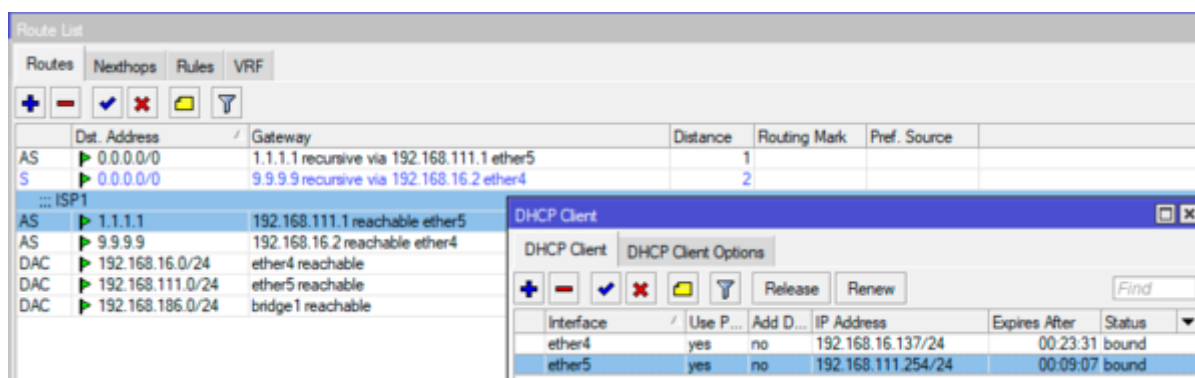 Route List
Routes Nexthops Rules VRF
Dst. Address Gateway Distance Routing Mark Pref. Source
AS 0.0.0.0/0 1.1.1.1 recursive via 192.168.111.1 ether5 1
S 0.0.0.0/0 9.9.9.9 recursive via 192.168.16.2 ether4 2
::: ISP1
AS 1.1.1.1 192.168.111.1 reachable ether5
AS 9.9.9.9 192.168.16.2 reachable ether4
DAC 192.168.16.0/24 ether4 reachable
DAC 192.168.111.0/24 ether5 reachable
DAC 192.168.186.0/24 bridge1 reachable
DHCP Client
DHCP Client DHCP Client Options
Release Renew Find
Interface Use P... Add D... IP Address Expires After Status
ether4 yes no 192.168.16.137/24 00:23:31 bound
ether5 yes no 192.168.111.254/24 00:09:07 bound